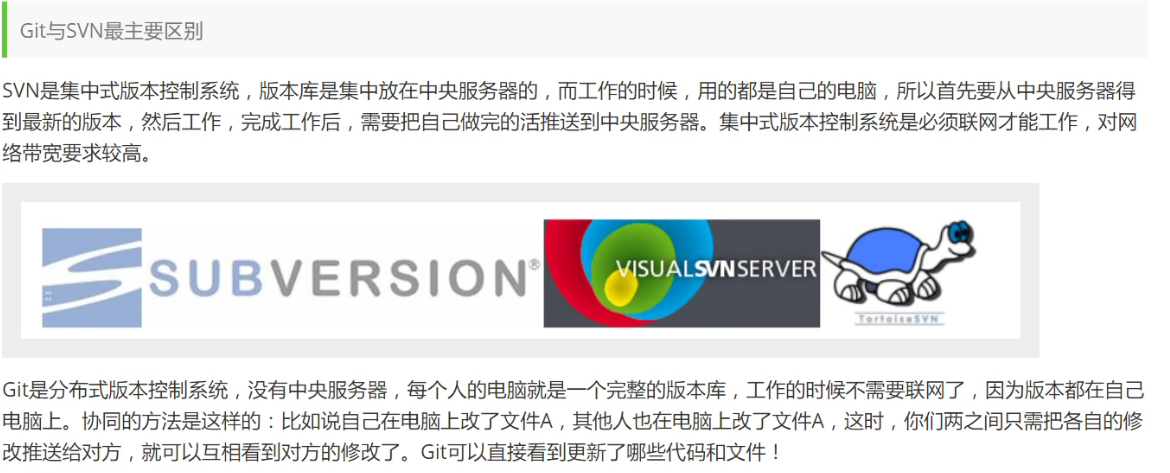 Git与SVN最主要区别
SVN是集中式版本控制系统，版本库是集中放在中央服务器的，而工作的时候，用的都是自己的电脑，所以首先要从中央服务器得
到最新的版本，然后工作，完成工作后，需要把自己做完的活推送到中央服务器。集中式版本控制系统是必须联网才能工作，对网
络带宽要求较高。
SUBVERSION®
VISUALSVNSERVER
TortoiseSVN
Git是分布式版本控制系统，没有中央服务器，每个人的电脑就是一个完整的版本库，工作的时候不需要联网了，因为版本都在自己
电脑上。协同的方法是这样的：比如说自己在电脑上改了文件A，其他人也在电脑上改了文件A，这时，你们两之间只需把各自的修
改推送给对方，就可以互相看到对方的修改了。Git可以直接看到更新了哪些代码和文件！